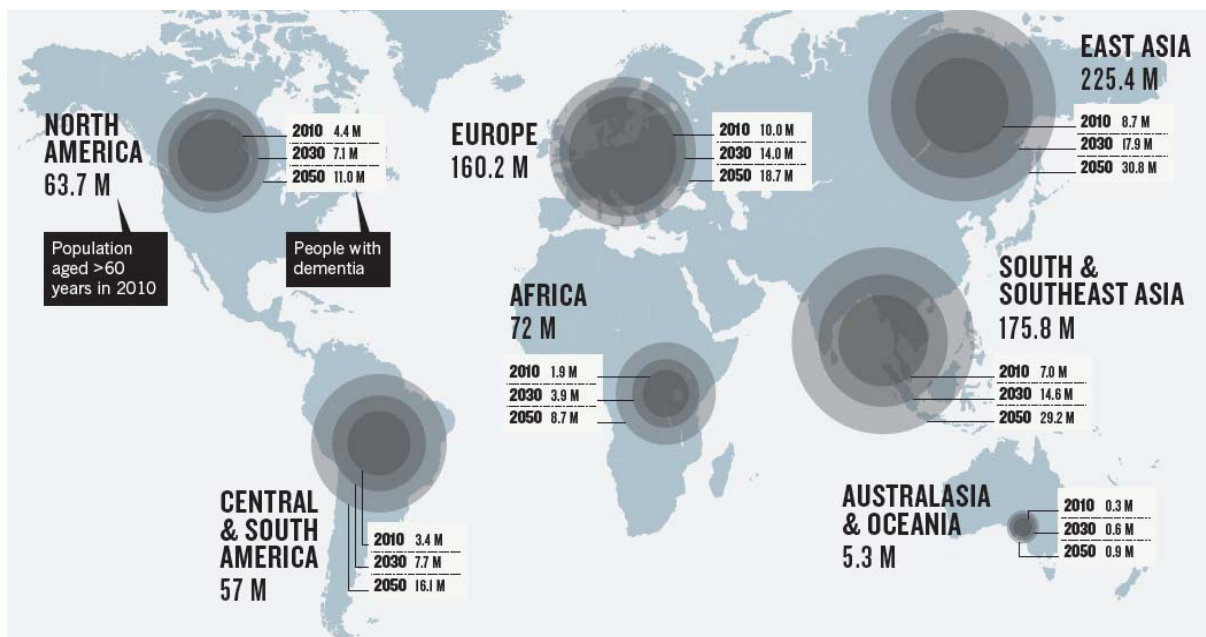 NORTH
AMERICA
63.7 M
2010 4.4 M
2030 7.1 M
2050 11.0 M
Population
aged >60
years in 2010
People with
dementia
EUROPE
160.2 M
2010 10.0 M
2030 14.0 M
2050 18.7 M
EAST ASIA
225.4 M
2010 8.7 M
2030 17.9 M
2050 30.8 M
AFRICA
72 M
2010 1.9 M
2030 3.9 M
2050 8.7 M
SOUTH &
SOUTHEAST ASIA
175.8 M
2010 7.0 M
2030 14.6 M
2050 29.2 M
CENTRAL
& SOUTH
AMERICA
57 M
2010 3.4 M
2030 7.7 M
2050 16.1 M
AUSTRALASIA
& OCEANIA
5.3 M
2010 0.3 M
2030 0.6 M
2050 0.9 M